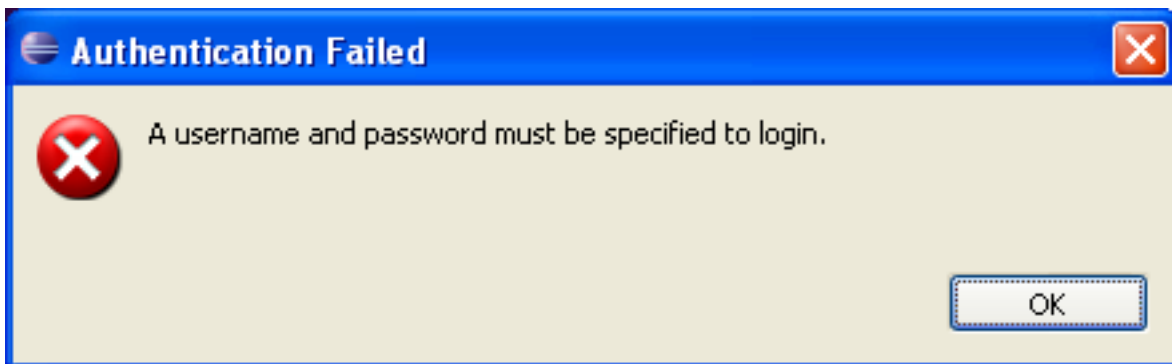 Authentication Failed
A username and password must be specified to login.
OK